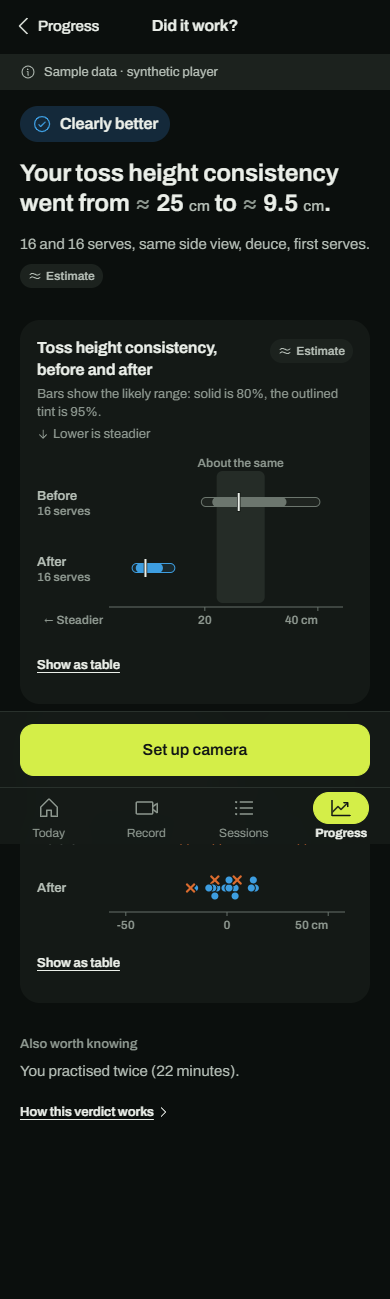 Progress
Did it work?
Sample data · synthetic player
Clearly better
Your toss height consistency
went from ≈ 25 cm to ≈ 9.5 cm.
16 and 16 serves, same side view, deuce, first serves.
≈ Estimate
Toss height consistency,
before and after
≈ Estimate
Bars show the likely range: solid is 80%, the outlined
tint is 95%.
↓ Lower is steadier
About the same
Before
16 serves
After
16 serves
← Steadier
20
40 cm
Show as table
Set up camera
Today
Record
Sessions
Progress
After
-50
0
50 cm
Show as table
Also worth knowing
You practised twice (22 minutes).
How this verdict works